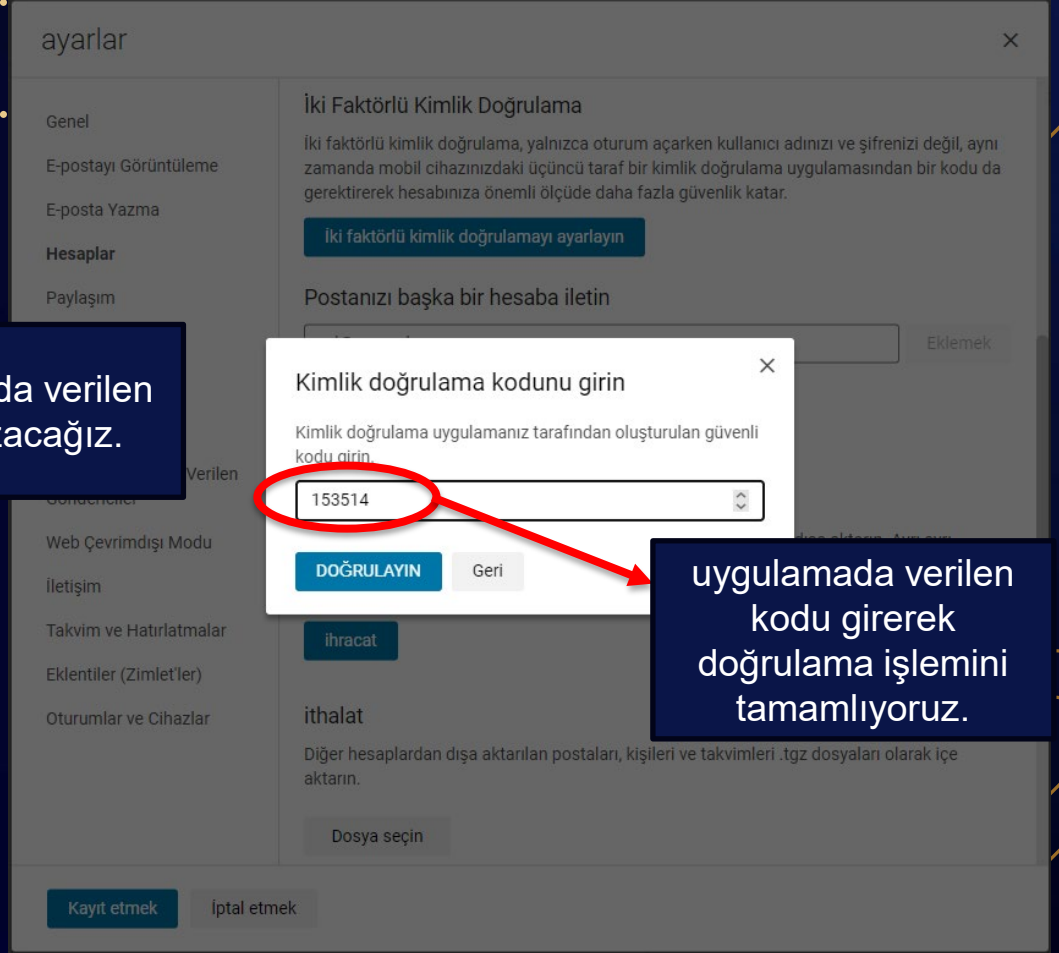 ayarlar
Genel
E-postayı Görüntüleme
E-posta Yazma
Hesaplar
Paylaşım
da verilen
acağız.
Verilen
Web Çevrimdışı Modu
İletişim
Takvim ve Hatırlatmalar
Eklentiler (Zimlet'ler)
Oturumlar ve Cihazlar
İki Faktörlü Kimlik Doğrulama
İki faktörlü kimlik doğrulama, yalnızca oturum açarken kullanıcı adınızı ve şifrenizi değil, aynı
zamanda mobil cihazınızdaki üçüncü taraf bir kimlik doğrulama uygulamasından bir kodu da
gerektirerek hesabınıza önemli ölçüde daha fazla güvenlik katar.
İki faktörlü kimlik doğrulamayı ayarlayın
Postanızı başka bir hesaba iletin
Eklemek
Kimlik doğrulama kodunu girin
Kimlik doğrulama uygulamanız tarafından oluşturulan güvenli
kodu girin.
153514
DOĞRULAYIN
Geri
uygulamada verilen
kodu girerek
doğrulama işlemini
tamamlıyoruz.
ihracat
ithalat
Diğer hesaplardan dışa aktarılan postaları, kişileri ve takvimleri .tgz dosyaları olarak içe
aktarın.
Dosya seçin
Kayıt etmek
İptal etmek